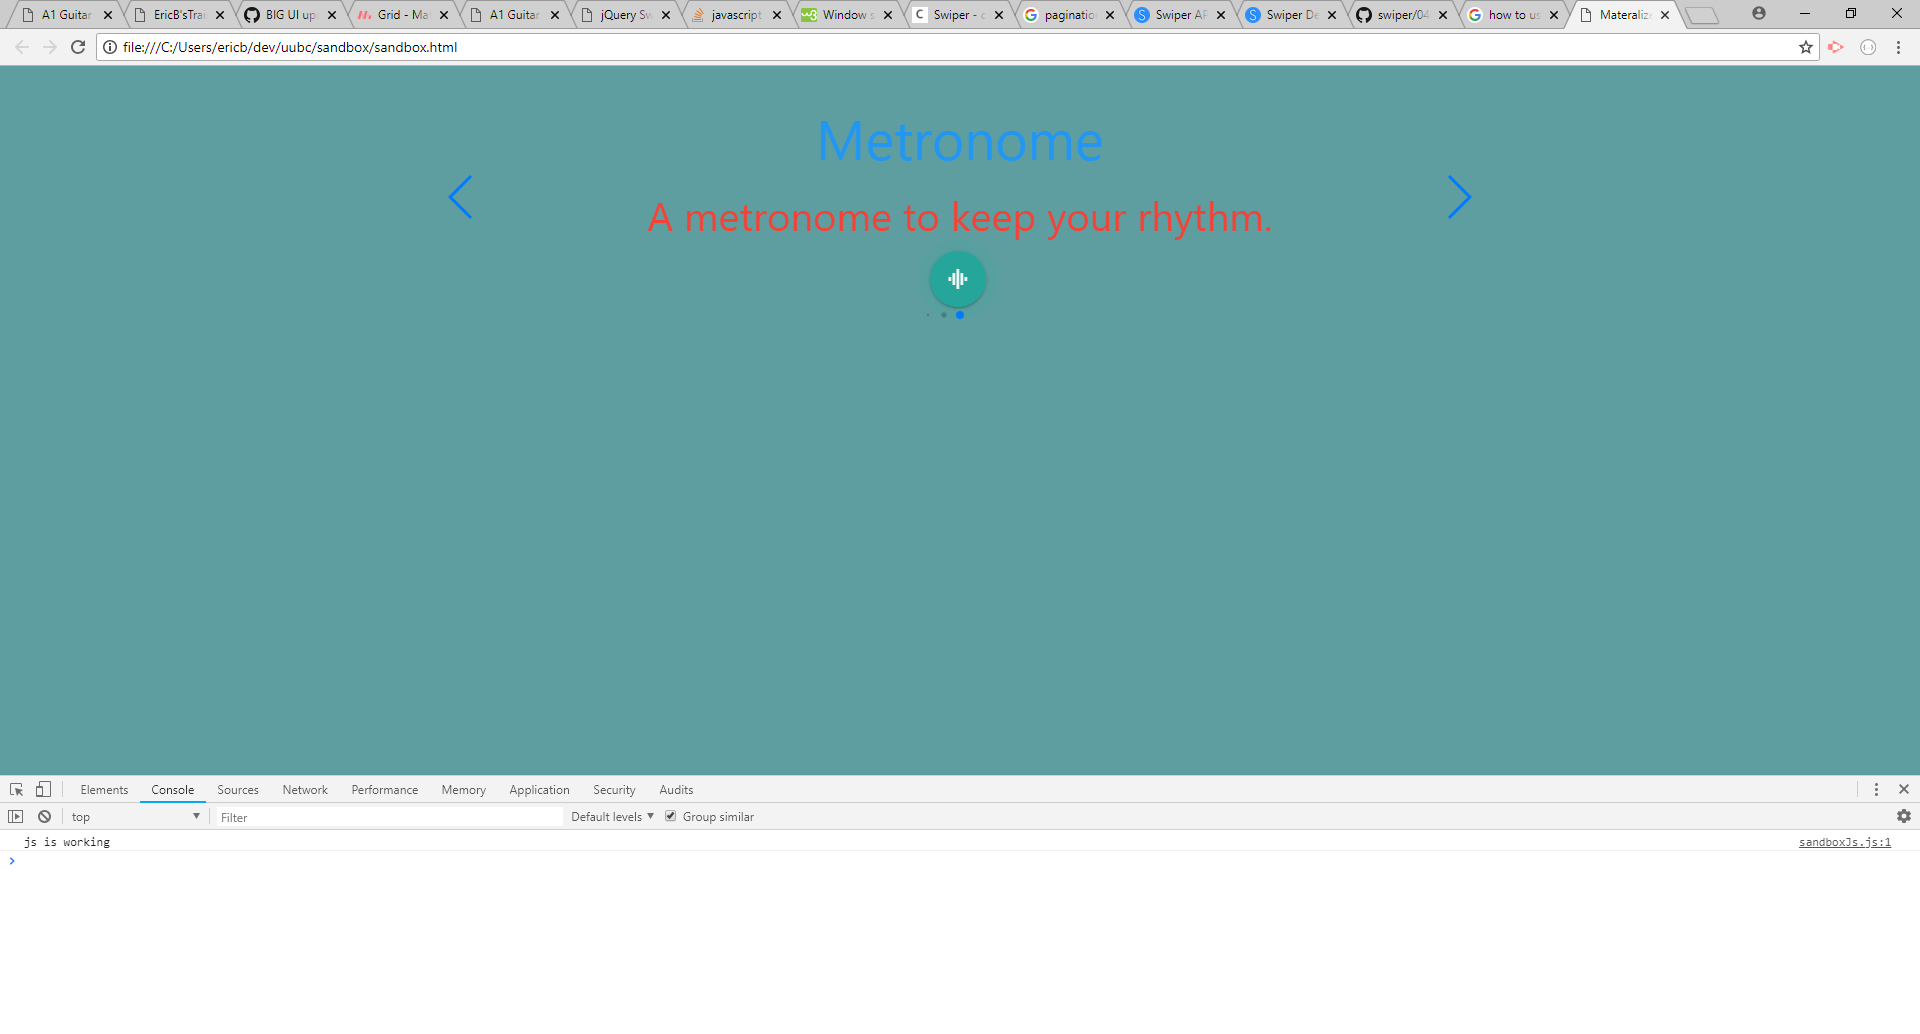 A1 Guitar
EricB'sTrai
BIG UI up
Grid - Ma
A1 Guitar
jQuery Sw
javascript
Window s
Swiper - c
paginatio
Swiper AP
Swiper De
swiper/04
how to us
Materaliz
file:///C:/Users/ericb/dev/uubc/sandbox/sandbox.html
Metronome
A metronome to keep your rhythm.
Elements Console Sources Network Performance Memory Application Security Audits
top Filter Default levels Group similar
js is working sandboxJs.js:1